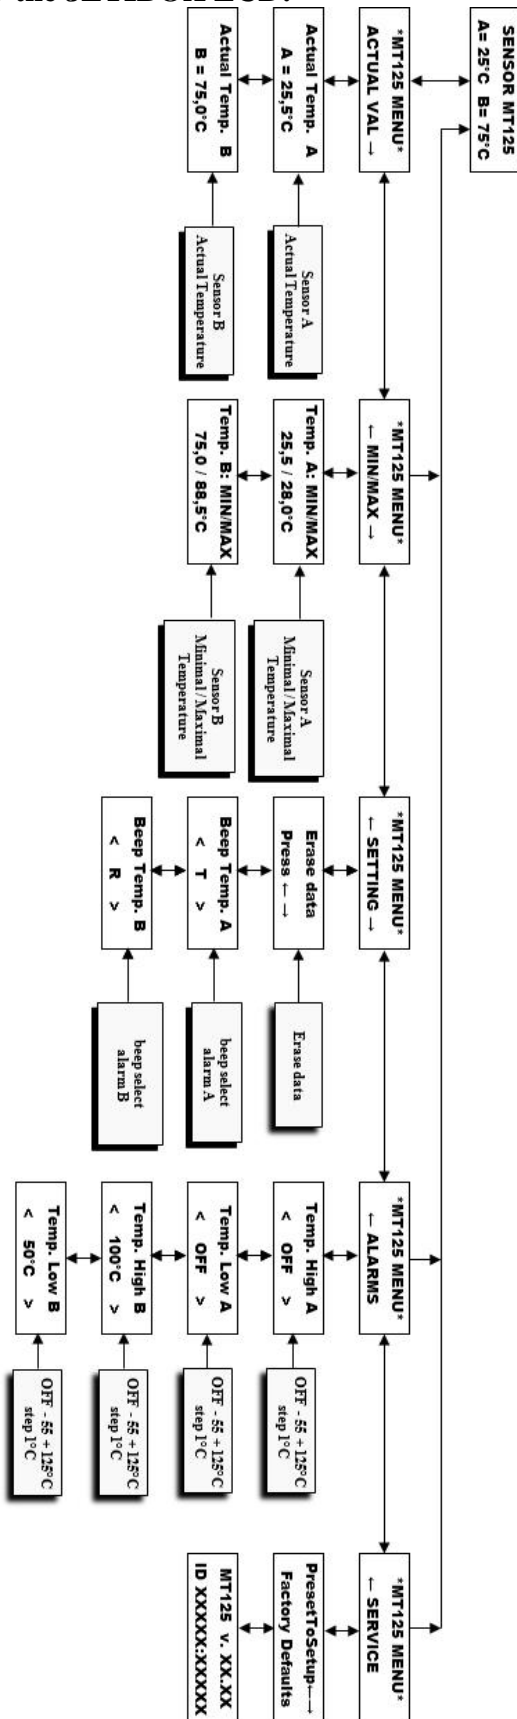 SENSOR MT125
A= 25°C B= 75°C
*MT125 MENU*
ACTUAL VAL →
Actual Temp. A
A = 25,5°C
Sensor A
Actual Temperature
Actual Temp. B
B = 75,0°C
Sensor B
Actual Temperature
*MT125 MENU*
← MIN/MAX →
Temp. A: MIN/MAX
25,5 / 28,0°C
Sensor A
Minimal / Maximal
Temperature
Temp. B: MIN/MAX
75,0 / 88,5°C
Sensor B
Minimal / Maximal
Temperature
*MT125 MENU*
← SETTING →
Erase data
Press ← →
Erase data
Beep Temp. A
< T >
beep select
alarm A
Beep Temp. B
< R >
beep select
alarm B
*MT125 MENU*
← ALARMS
Temp. High A
< OFF >
OFF - 55 + 125°C
step 1°C
Temp. Low A
< OFF >
OFF - 55 + 125°C
step 1°C
Temp. High B
< 100°C >
OFF - 55 + 125°C
step 1°C
Temp. Low B
< 50°C >
OFF - 55 + 125°C
step 1°C
*MT125 MENU*
← SERVICE
PresetToSetup←→
Factory Defaults
MT125 v. XX.XX
ID XXXXX:XXXXX